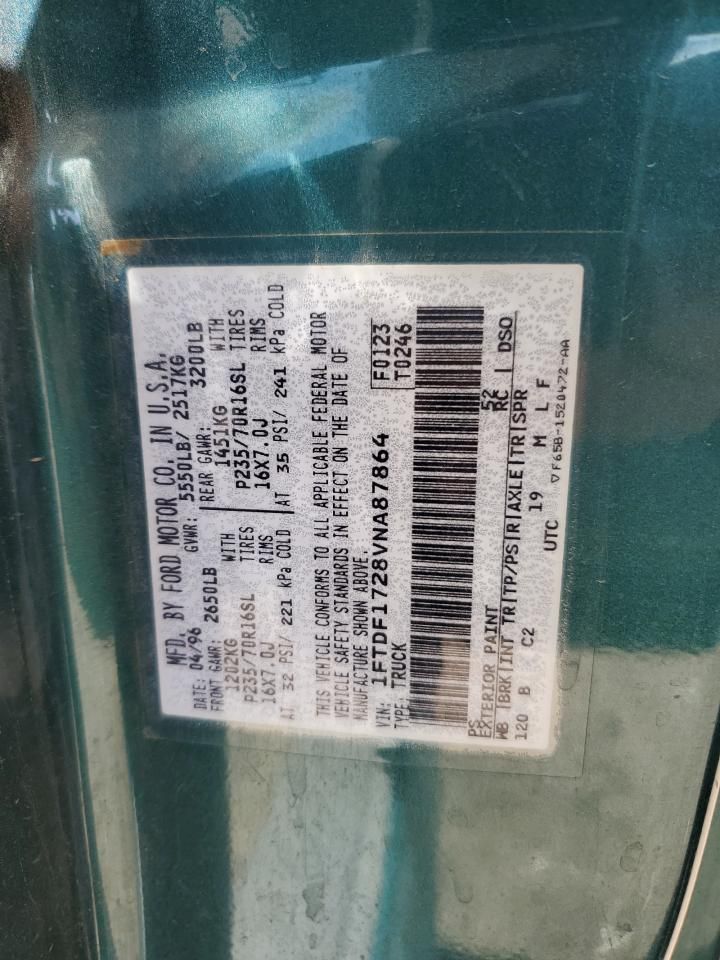 MFD. BY FORD MOTOR CO. IN U.S.A.
DATE: 04/96 GVWR: 5550LB/ 2517KG
FRONT GAWR: 2650LB REAR GAWR: 3200LB
1202KG WITH 1451KG WITH
P235/70R16SL TIRES P235/70R16SL TIRES
16X7.0J RIMS 16X7.0J RIMS
AT 32 PSI/ 221 kPa COLD AT 35 PSI/ 241 kPa COLD
THIS VEHICLE CONFORMS TO ALL APPLICABLE FEDERAL MOTOR
VEHICLE SAFETY STANDARDS IN EFFECT ON THE DATE OF
MANUFACTURE SHOWN ABOVE.
VIN: 1FTDF1728VNA87864 F0123
TYPE: TRUCK T0246
PS 52
EXTERIOR PAINT RC DSO
WB BRK INT TR TP/PS R AXLE TR SPR
120 B C2 19 M L F
UTC
▽F65B-1520472-AA